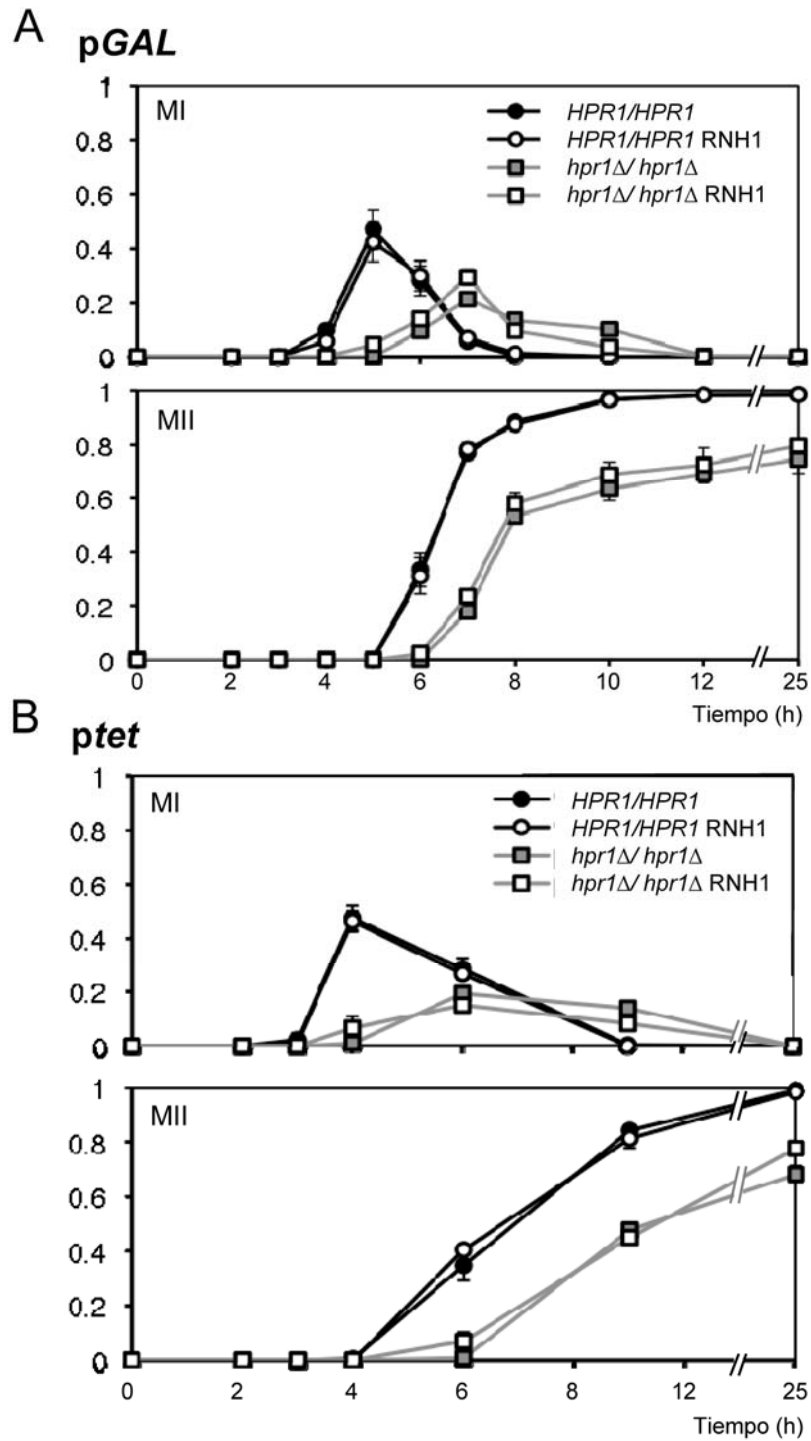 A
pGAL
1
MI
HPR1/HPR1
HPR1/HPR1 RNH1
hpr1Δ/ hpr1Δ
hpr1Δ/ hpr1Δ RNH1
0.8
0.6
0.4
0.2
0
1
MII
0.8
0.6
0.4
0.2
0
0 2 4 6 8 10 12 25
Tiempo (h)
B
ptet
1
MI
HPR1/HPR1
HPR1/HPR1 RNH1
hpr1Δ/ hpr1Δ
hpr1Δ/ hpr1Δ RNH1
0.8
0.6
0.4
0.2
0
1
MII
0.8
0.6
0.4
0.2
0
0 2 4 6 8 10 12 25
Tiempo (h)